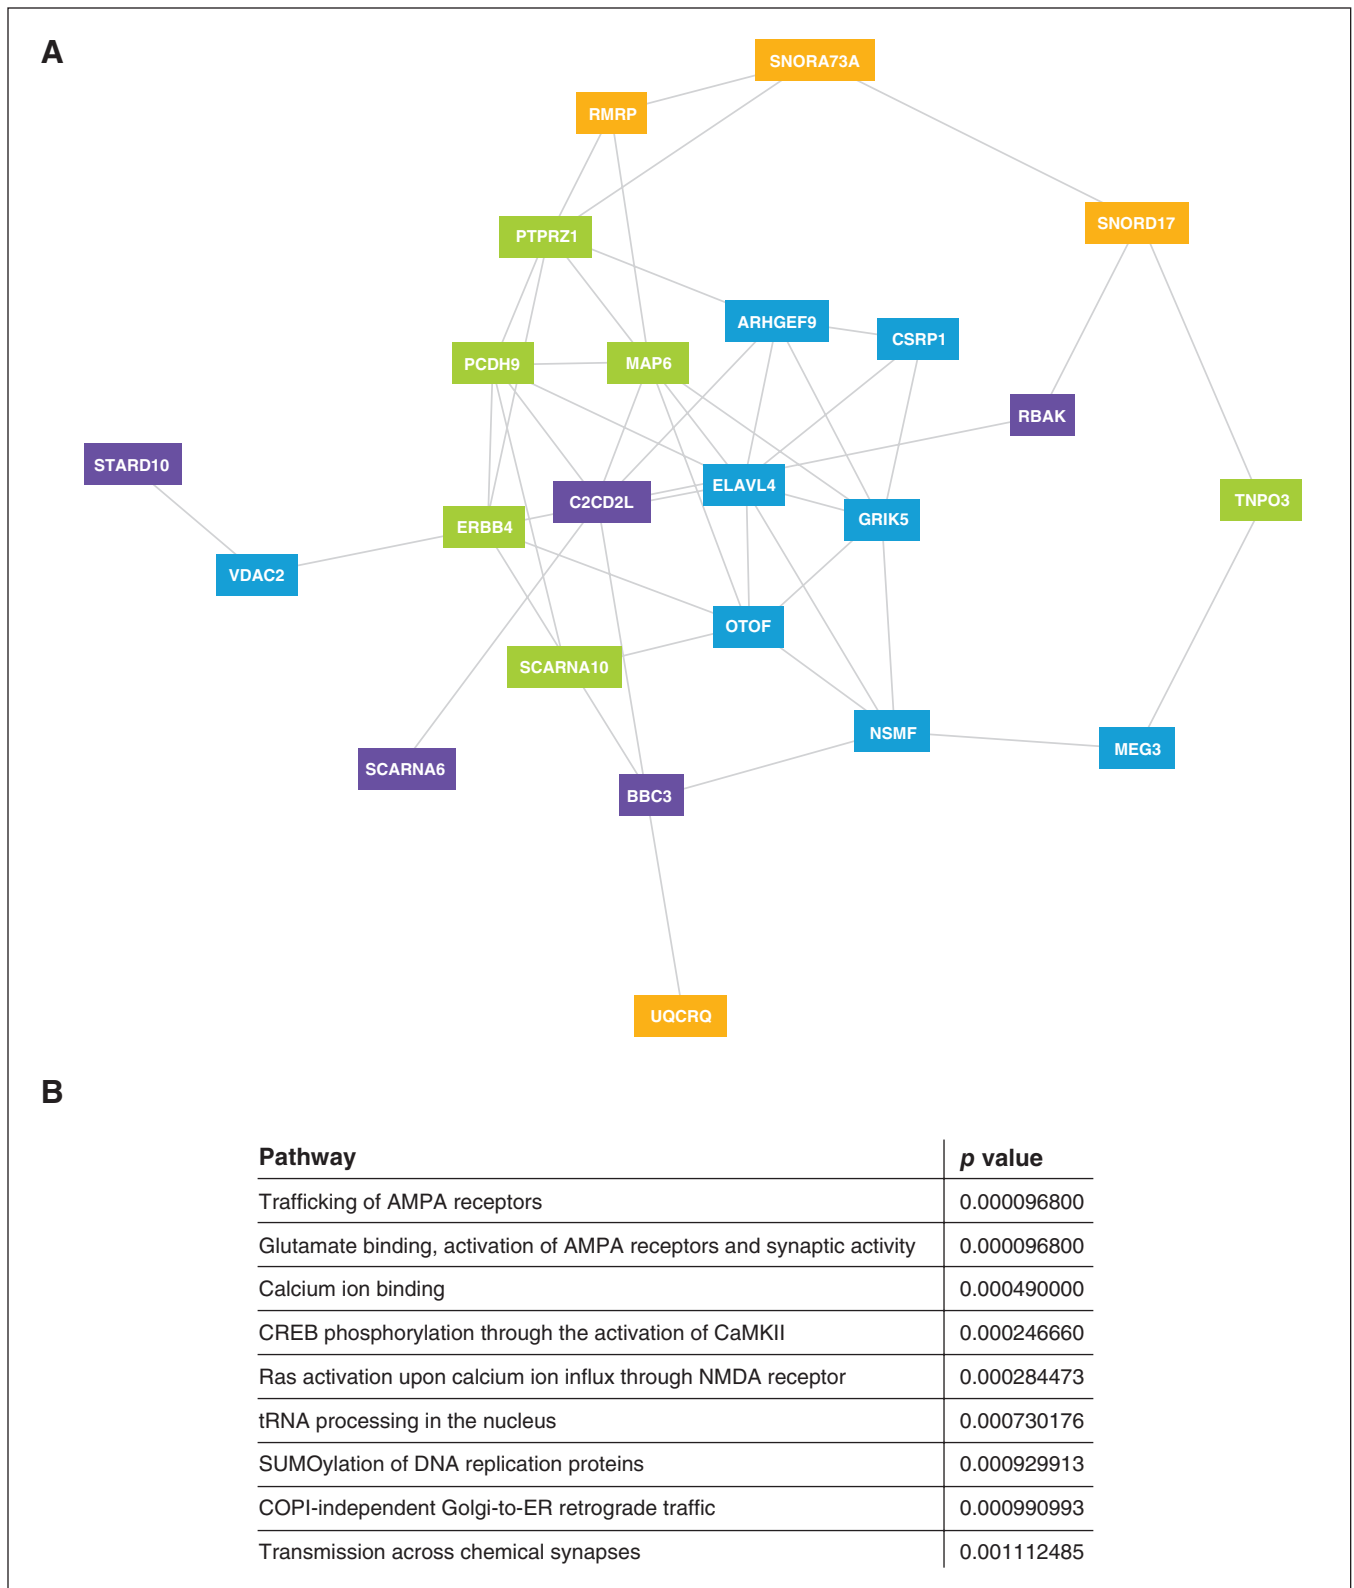 A
SNORA73A
RMRP
SNORD17
PTPRZ1
ARHGEF9
CSRP1
PCDH9
MAP6
RBAK
STARD10
C2CD2L
ELAVL4
TNPO3
ERBB4
GRIK5
VDAC2
OTOF
SCARNA10
NSMF
MEG3
SCARNA6
BBC3
UQCRQ
B
Pathway p value
Trafficking of AMPA receptors 0.000096800
Glutamate binding, activation of AMPA receptors and synaptic activity 0.000096800
Calcium ion binding 0.000490000
CREB phosphorylation through the activation of CaMKII 0.000246660
Ras activation upon calcium ion influx through NMDA receptor 0.000284473
tRNA processing in the nucleus 0.000730176
SUMOylation of DNA replication proteins 0.000929913
COPI-independent Golgi-to-ER retrograde traffic 0.000990993
Transmission across chemical synapses 0.001112485